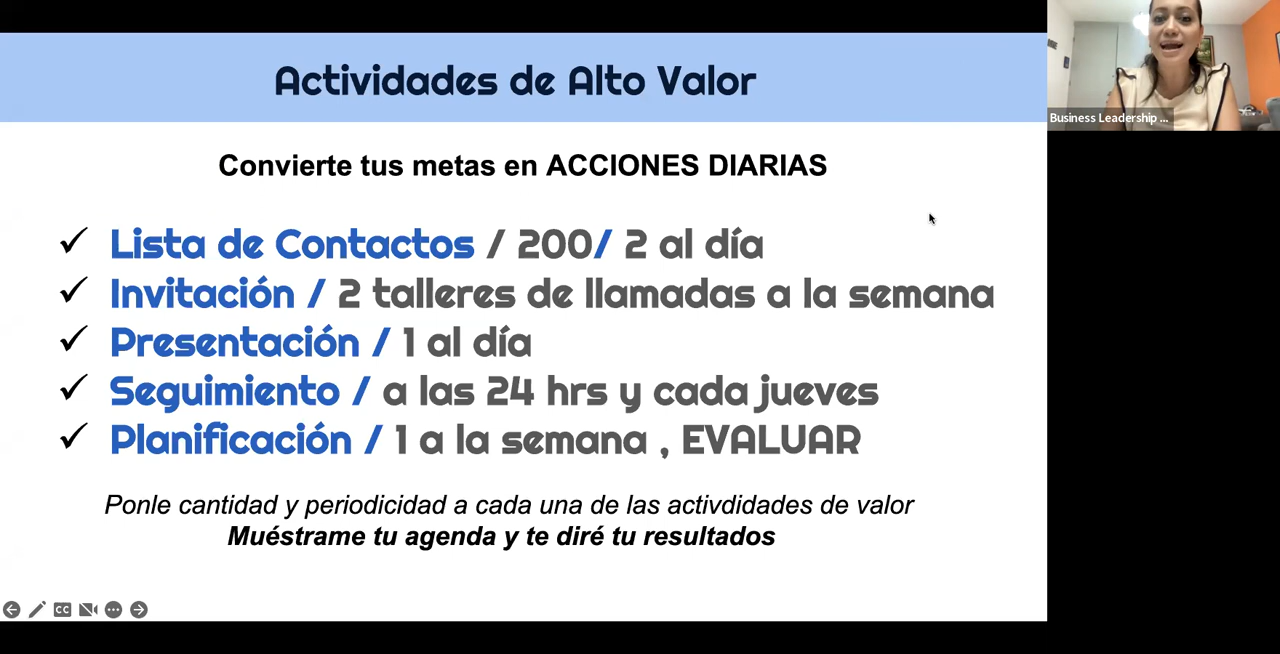 Actividades de Alto Valor
Business Leadership ...
Convierte tus metas en ACCIONES DIARIAS
✓ Lista de Contactos / 200/ 2 al día
✓ Invitación / 2 talleres de llamadas a la semana
✓ Presentación / 1 al día
✓ Seguimiento / a las 24 hrs y cada jueves
✓ Planificación / 1 a la semana , EVALUAR
Ponle cantidad y periodicidad a cada una de las activdidades de valor
Muéstrame tu agenda y te diré tu resultados
CC